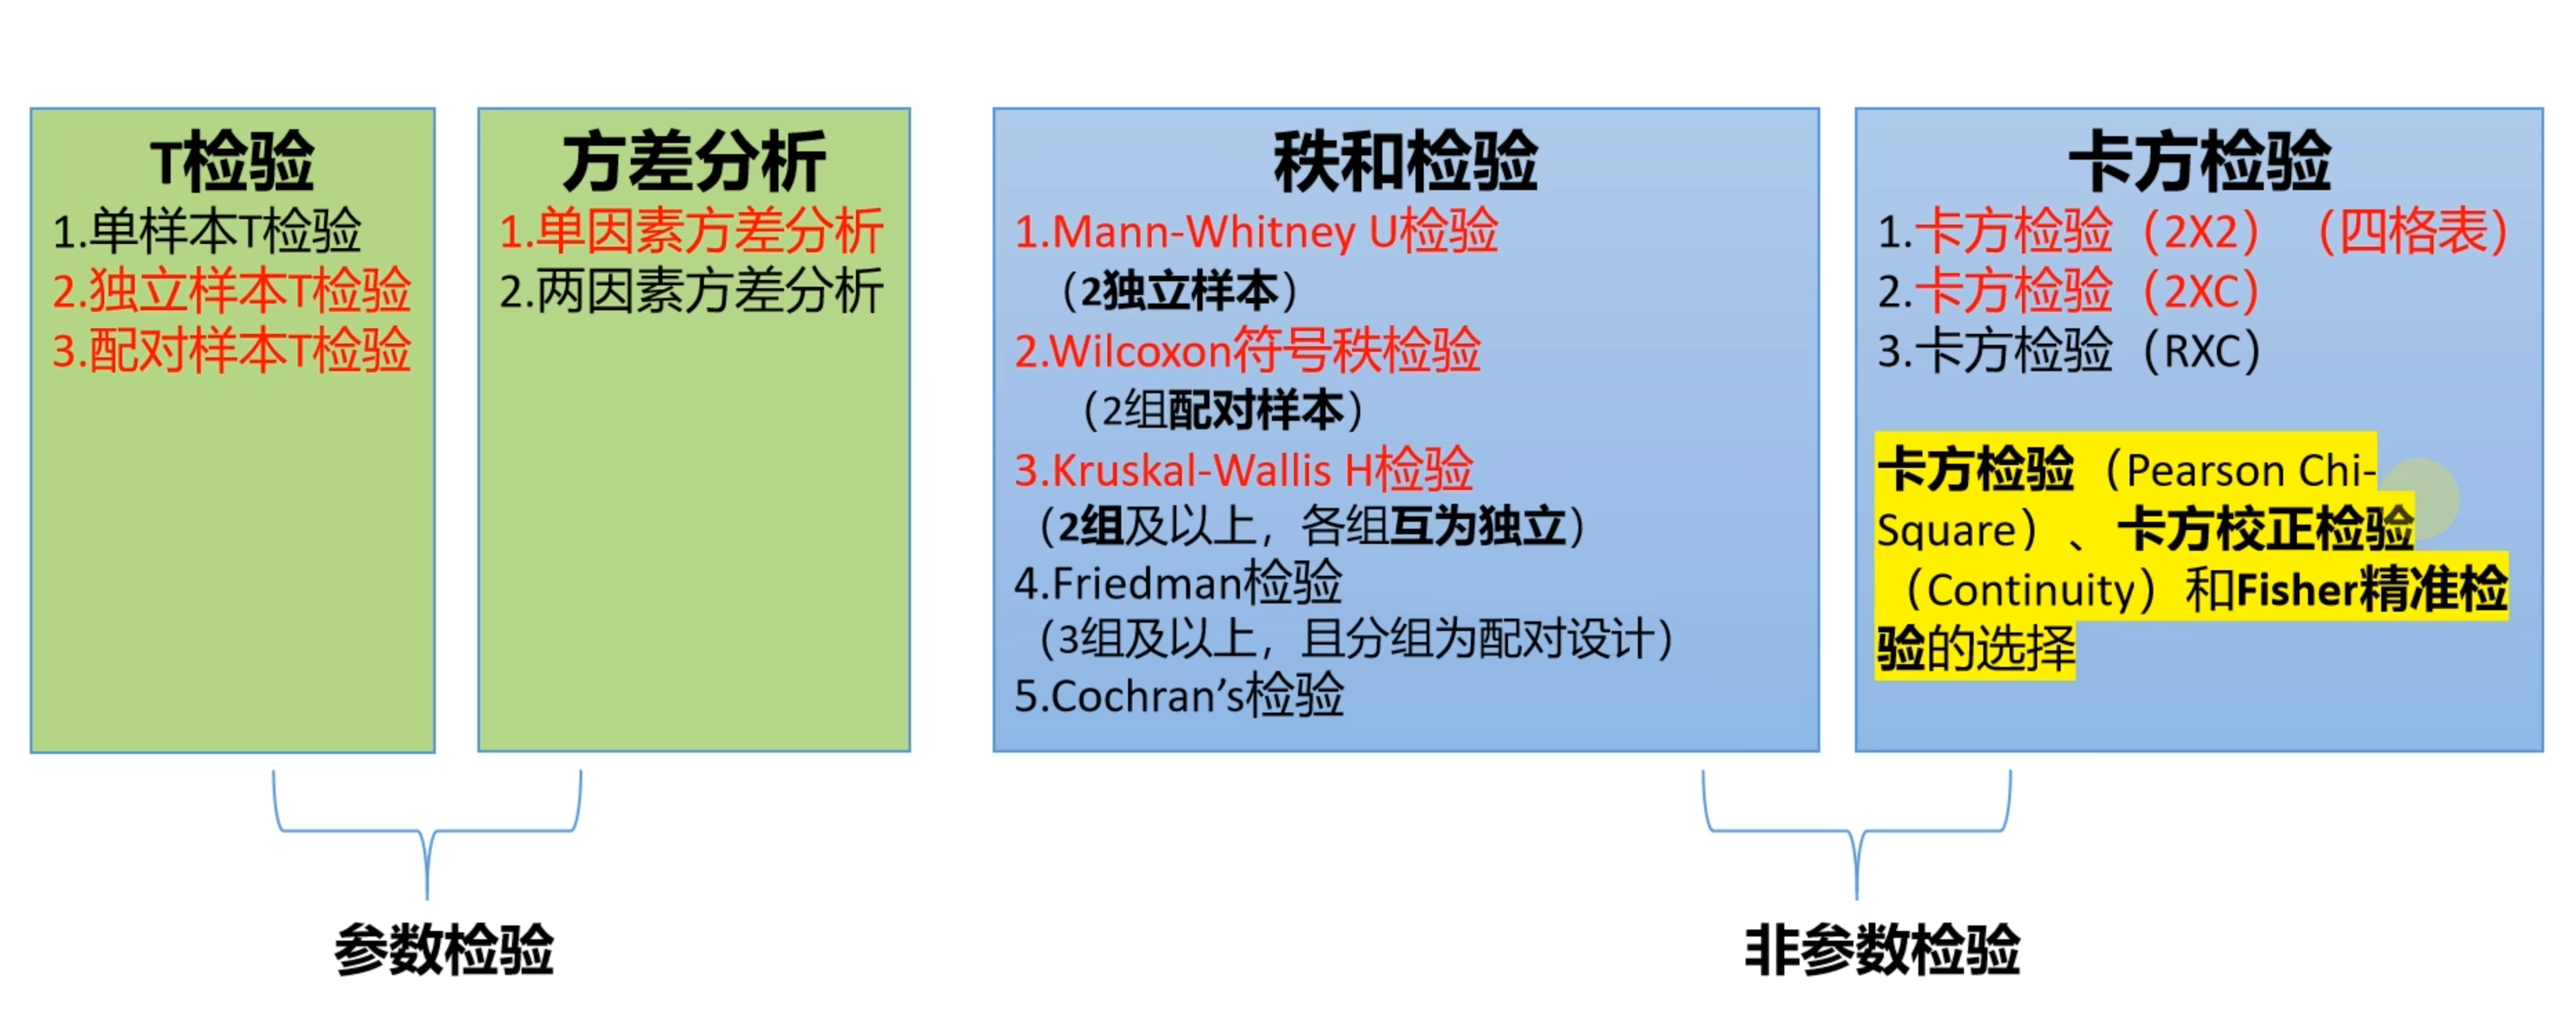 T检验
1.单样本T检验
2.独立样本T检验
3.配对样本T检验
方差分析
1.单因素方差分析
2.两因素方差分析
秩和检验
1.Mann-Whitney U检验
（2独立样本）
2.Wilcoxon符号秩检验
（2组配对样本）
3.Kruskal-Wallis H检验
（2组及以上，各组互为独立）
4.Friedman检验
（3组及以上，且分组为配对设计）
5.Cochran’s检验
卡方检验
1.卡方检验（2X2）（四格表）
2.卡方检验（2XC）
3.卡方检验（RXC）
卡方检验（Pearson Chi-
Square）、卡方校正检验
（Continuity）和Fisher精准检
验的选择
参数检验
非参数检验